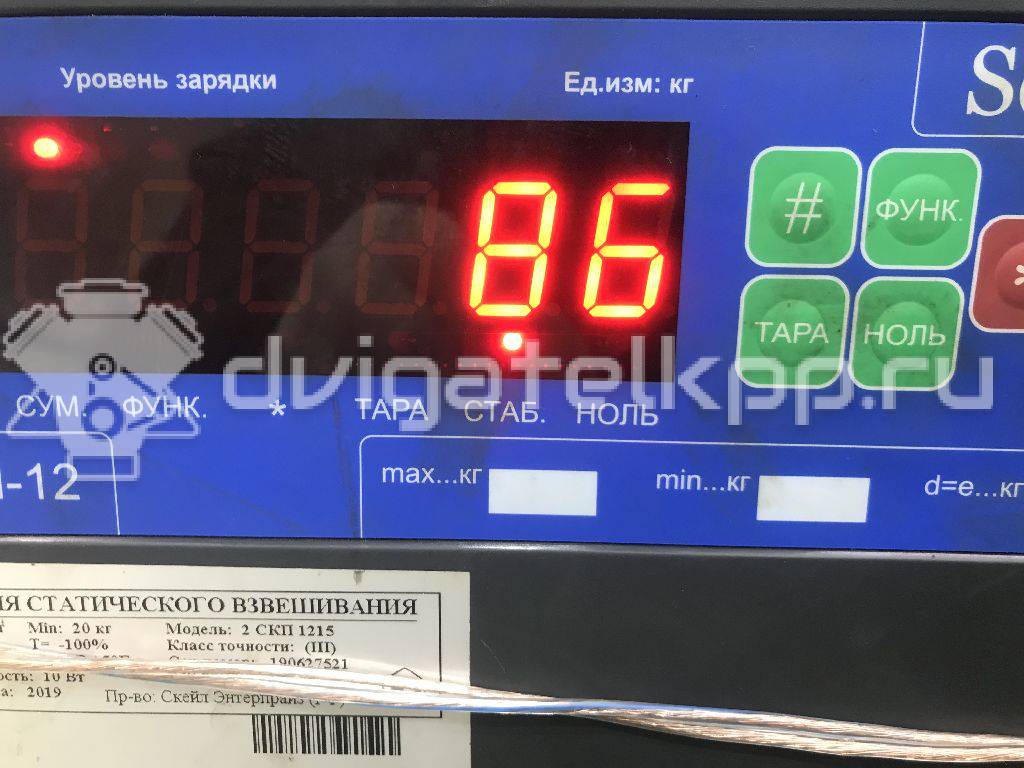 Уровень зарядки Ед.изм: кг
86
# ФУНК.
ТАРА НОЛЬ
dvigatelkpp.ru
СУМ. ФУНК. * ТАРА СТАБ. НОЛЬ
-12 max...кг min...кг d=e...кг
СТАТИЧЕСКОГО ВЗВЕШИВАНИЯ
Min: 20 кг Модель: 2 СКП 1215
T= -100% Класс точности: (III)
190627521
10 Вт
2019 Пр-во: Скейл Энтерпрайз